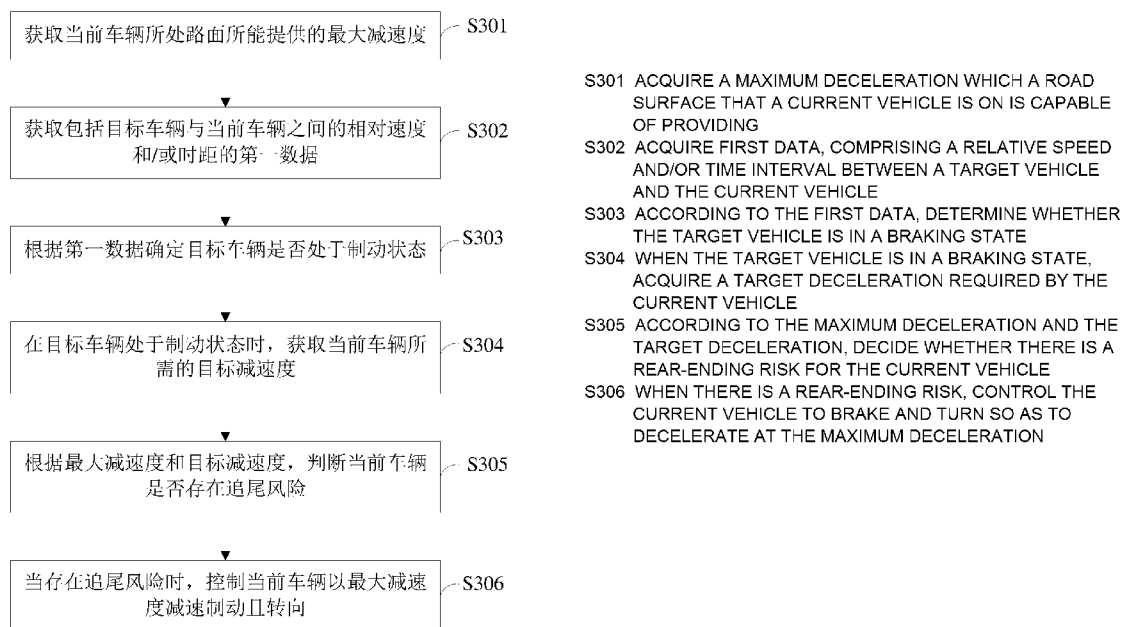 获取当前车辆所处路面所能提供的最大减速度
S301
获取包括目标车辆与当前车辆之间的相对速度
和/或时距的第一数据
S302
根据第一数据确定目标车辆是否处于制动状态
S303
在目标车辆处于制动状态时，获取当前车辆所
需的目标减速度
S304
根据最大减速度和目标减速度，判断当前车辆
是否存在追尾风险
S305
当存在追尾风险时，控制当前车辆以最大减速
度减速制动且转向
S306
S301 ACQUIRE A MAXIMUM DECELERATION WHICH A ROAD
SURFACE THAT A CURRENT VEHICLE IS ON IS CAPABLE
OF PROVIDING
S302 ACQUIRE FIRST DATA, COMPRISING A RELATIVE SPEED
AND/OR TIME INTERVAL BETWEEN A TARGET VEHICLE
AND THE CURRENT VEHICLE
S303 ACCORDING TO THE FIRST DATA, DETERMINE WHETHER
THE TARGET VEHICLE IS IN A BRAKING STATE
S304 WHEN THE TARGET VEHICLE IS IN A BRAKING STATE,
ACQUIRE A TARGET DECELERATION REQUIRED BY THE
CURRENT VEHICLE
S305 ACCORDING TO THE MAXIMUM DECELERATION AND THE
TARGET DECELERATION, DECIDE WHETHER THERE IS A
REAR-ENDING RISK FOR THE CURRENT VEHICLE
S306 WHEN THERE IS A REAR-ENDING RISK, CONTROL THE
CURRENT VEHICLE TO BRAKE AND TURN SO AS TO
DECELERATE AT THE MAXIMUM DECELERATION